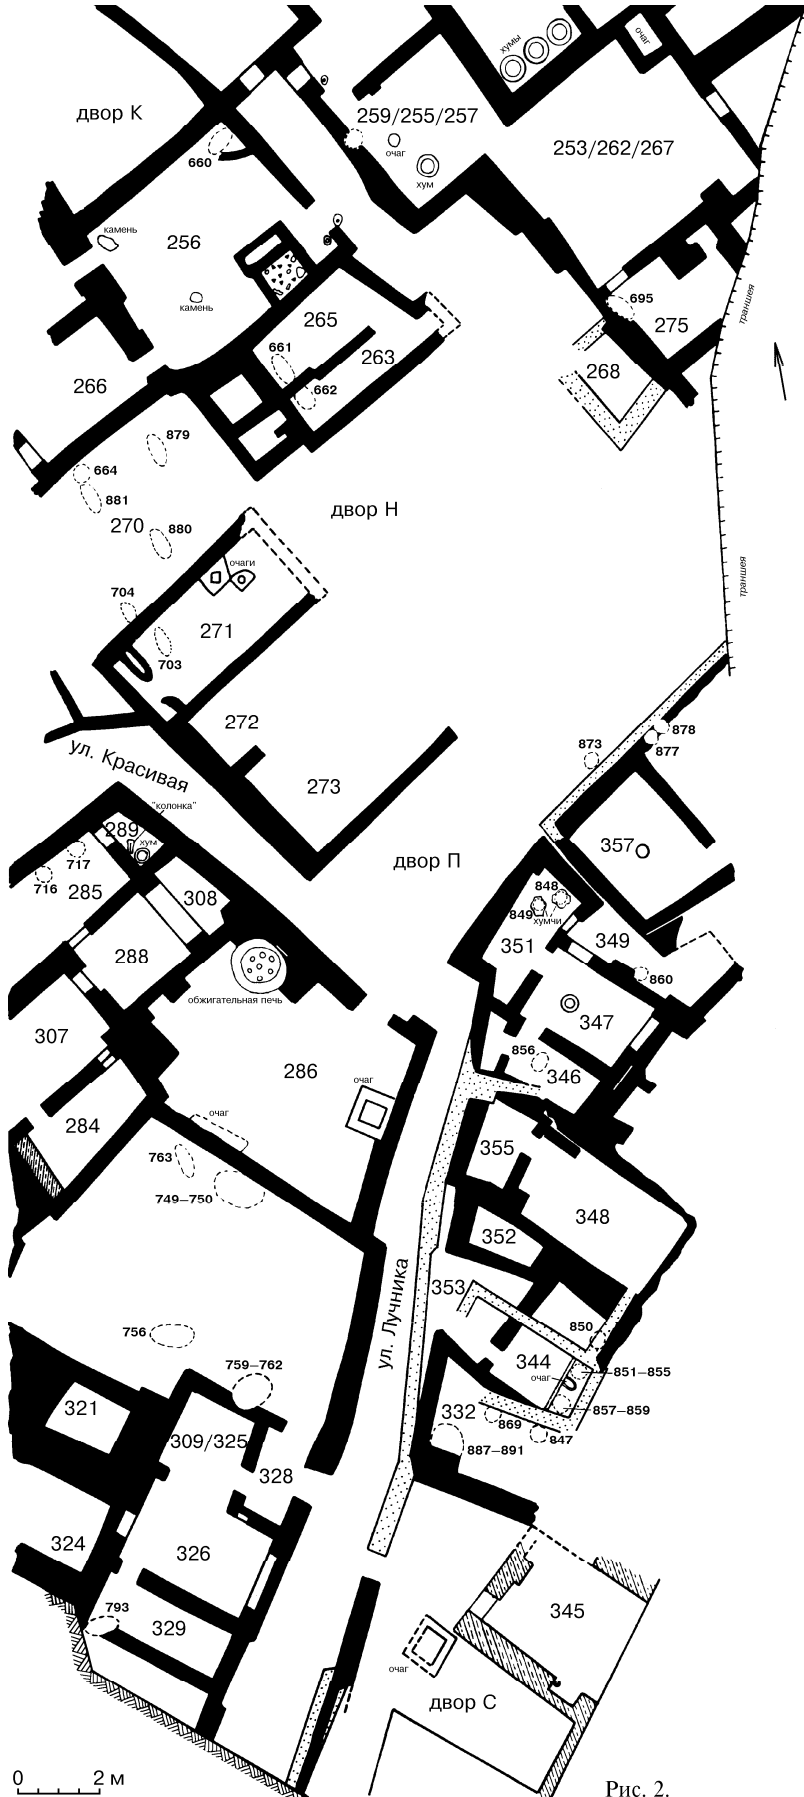 хумы
очаг
двор К
259/255/257
253/262/267
очаг
660
хум
камень
256
695
траншея
камень
265
275
661
263
268
266
662
879
664
881
двор Н
270
880
очаги
траншея
704
271
703
272
878
873
877
ул. Красивая
273
"колонка"
289
хум
717
357
716
285
двор П
308
848
849
хумчи
351
349
288
860
обжигательная печь
347
307
856
286
346
очаг
очаг
284
355
763
749–750
348
352
353
ул. Лучника
756
850
759–762
344
851–855
очаг
321
332
857–859
309/325
869
847
887–891
328
324
326
793
345
329
очаг
двор С
0 2 м
Рис. 2.